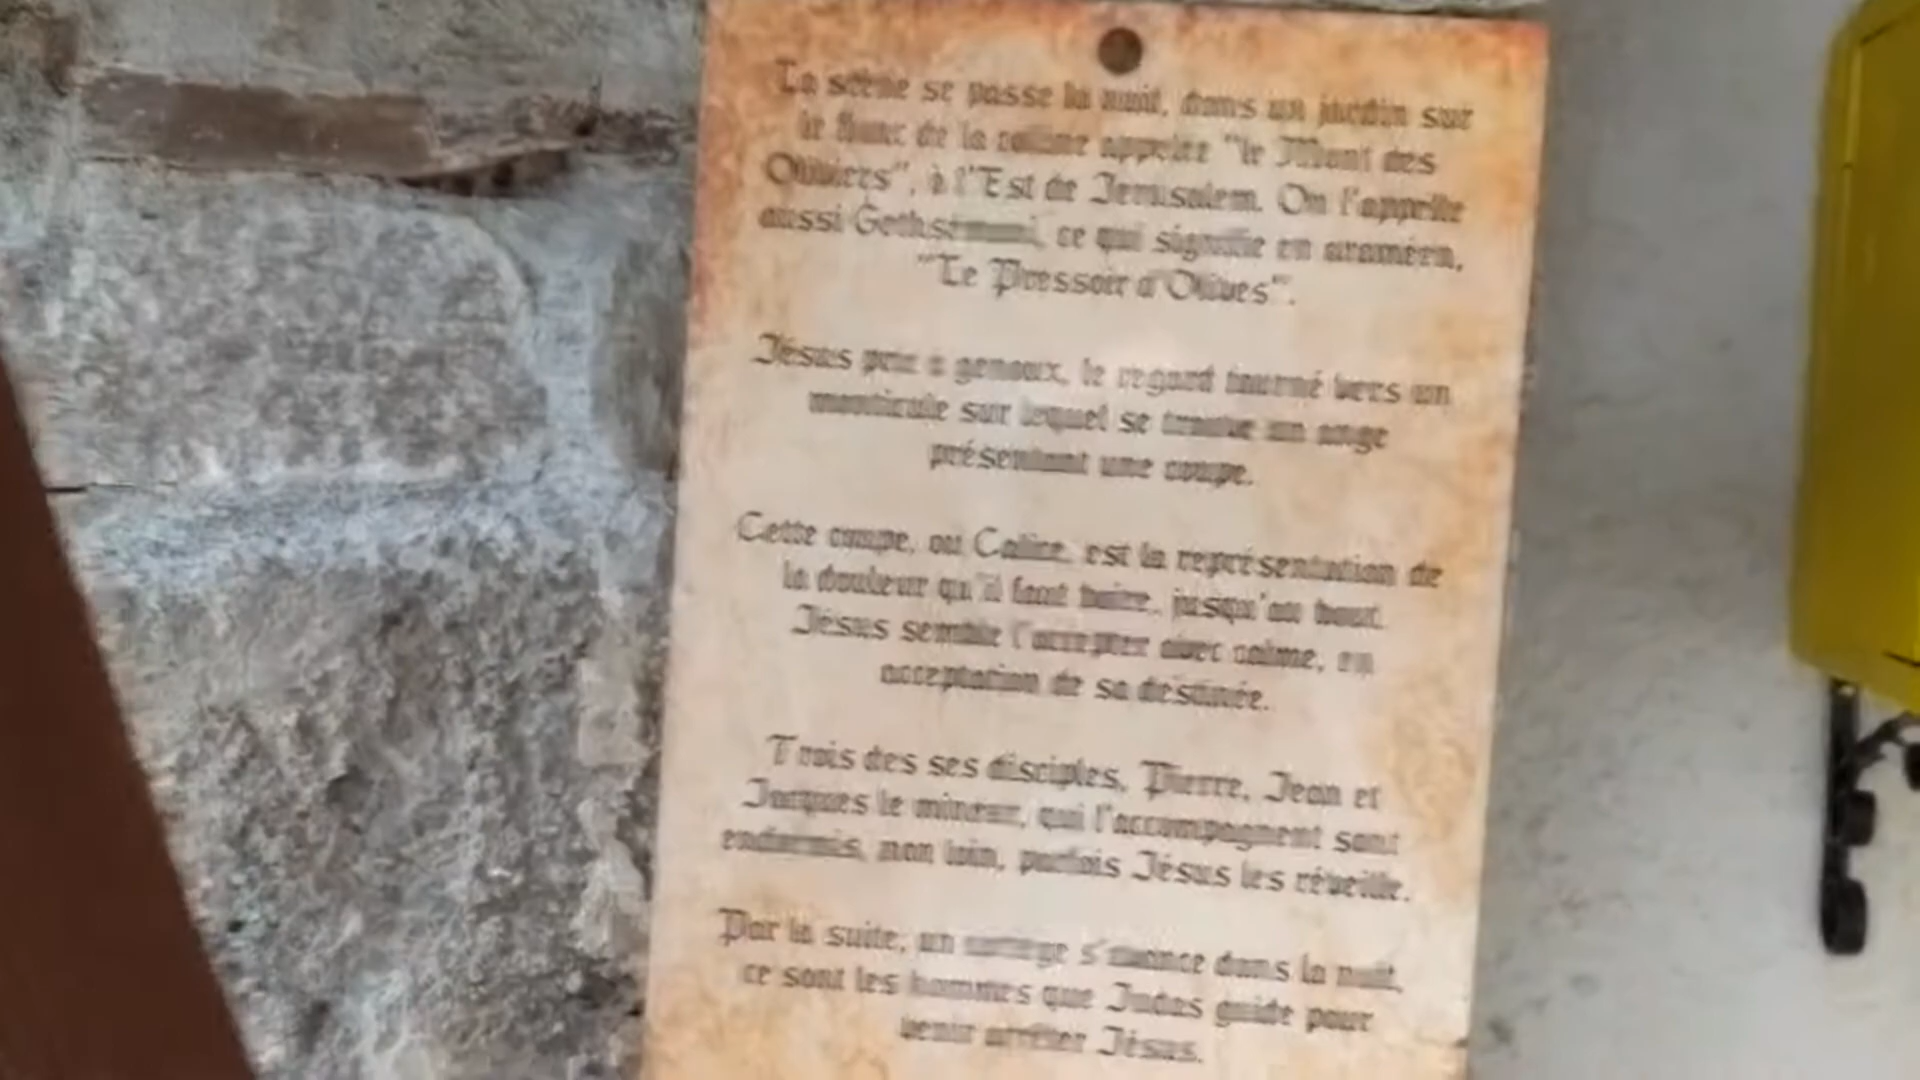 La scène se passe la nuit, dans un jardin sur
le flanc de la colline appelée "le Mont des
Oliviers", à l'Est de Jerusalem. On l'appelle
aussi Gethsemani, ce qui signifie en araméen,
"Le Pressoir d'Olives".
Jésus prie à genoux, le regard tourné vers un
monticule sur lequel se trouve un ange
présentant une coupe.
Cette coupe, ou Calice, est la représentation de
la douleur qu'il faut boire, jusqu'au bout.
Jésus semble l'accepter avec calme, en
acceptation de sa destinée.
Trois des ses disciples, Pierre, Jean et
Jacques le mineur, qui l'accompagnent sont
endormis, non loin, parfois Jésus les réveille.
Par la suite, un cortège s'avance dans la nuit,
ce sont les hommes que Judas guide pour
venir arrêter Jésus.